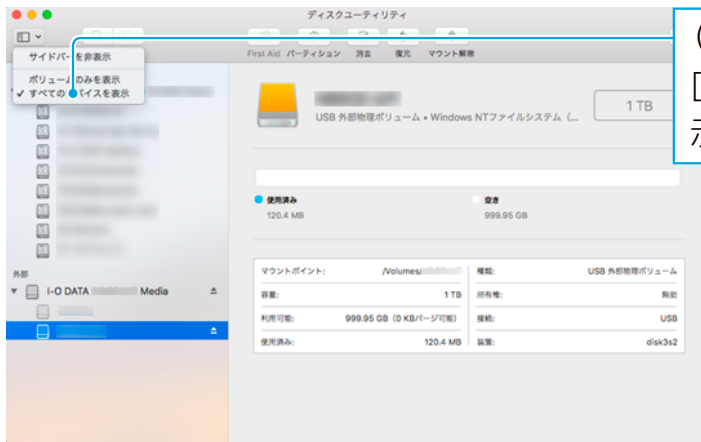 ディスクユーティリティ
First Aid パーティション 消去 復元 マウント解除
サイドバーを非表示
ボリュームのみを表示
✓ すべてのデバイスを表示
USB 外部物理ボリューム • Windows NTファイルシステム (...
1 TB
使用済み
120.4 MB
空き
999.95 GB
外部
I-O DATA Media
マウントポイント: /Volumes/
種類: USB 外部物理ボリューム
容量: 1 TB
所有権: 無効
利用可能: 999.95 GB(0 KBパージ可能)
接続: USB
使用済み: 120.4 MB
装置: disk3s2